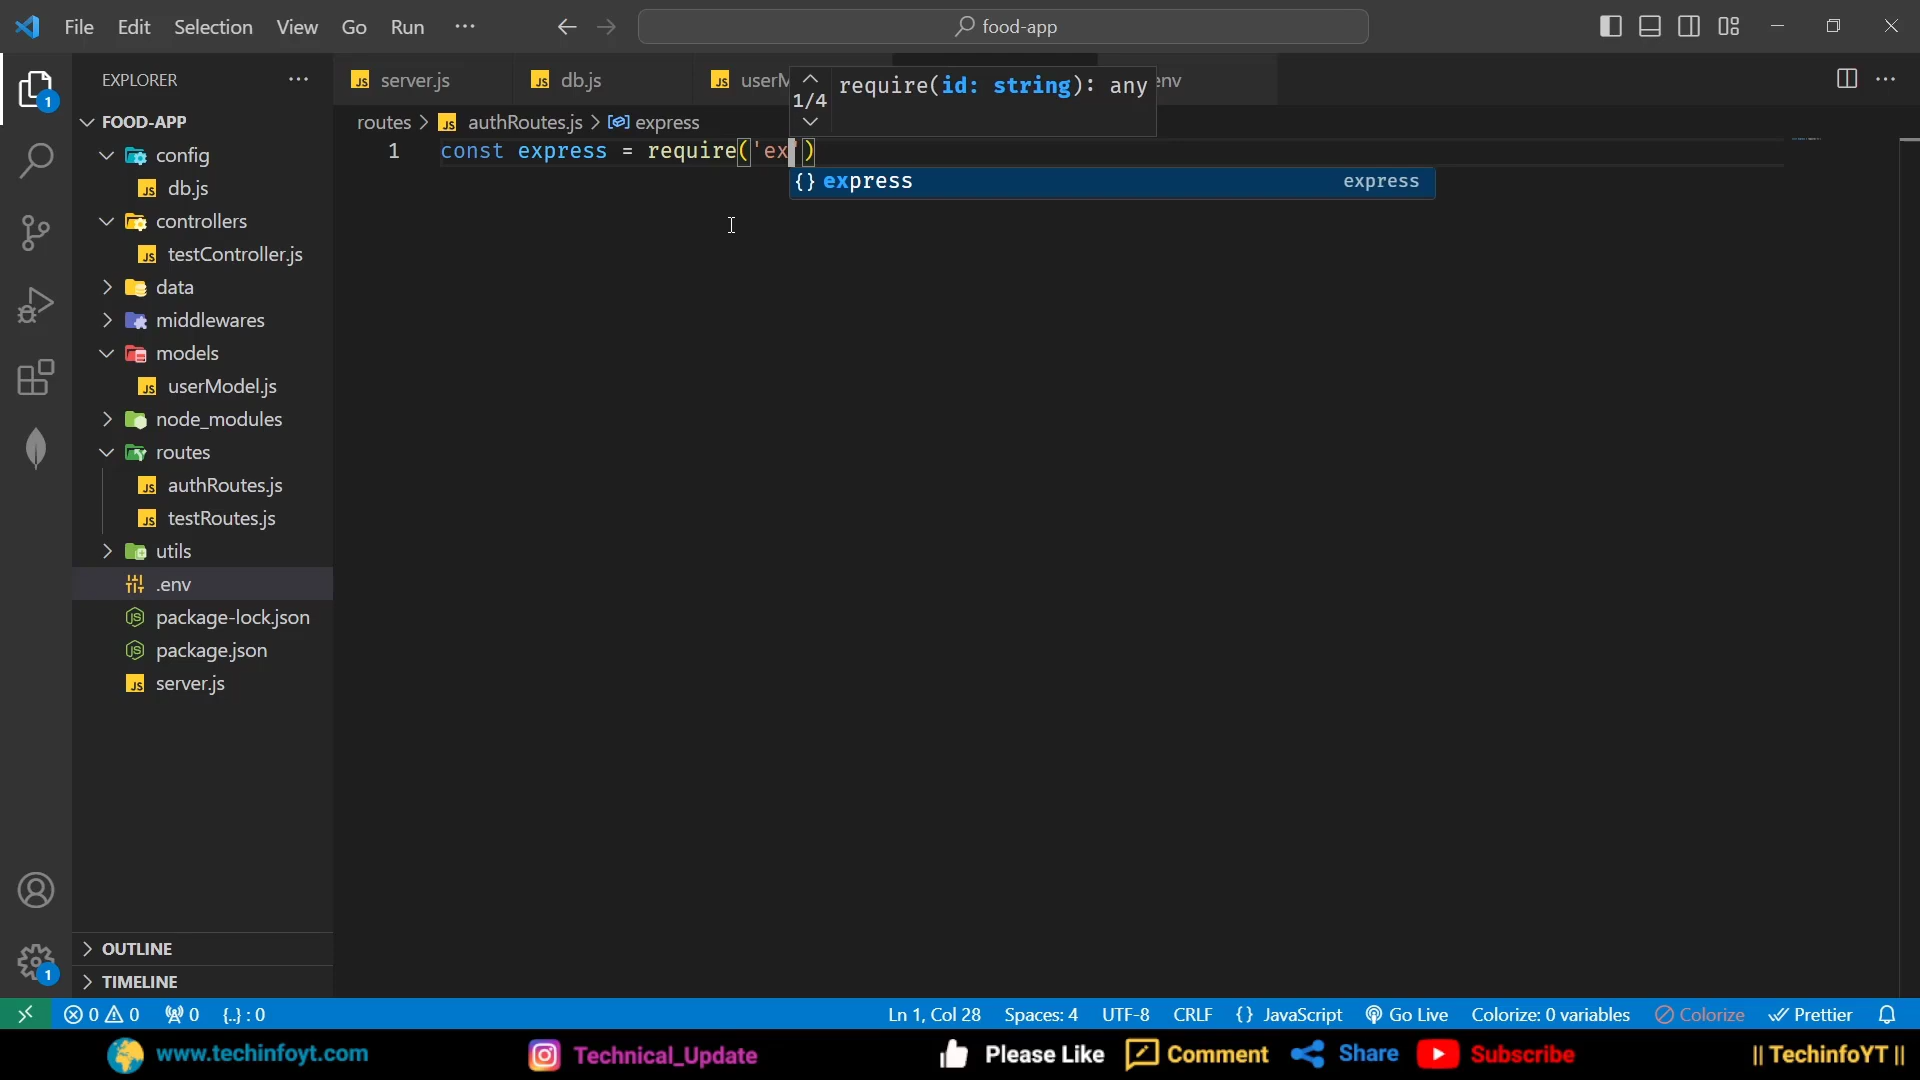 File Edit Selection View Go Run ··· food-app
EXPLORER ···
server.js db.js userM env
1/4 require(id: string): any
FOOD-APP
routes > authRoutes.js > express
1 const express = require('ex')
express express
config
db.js
controllers
testController.js
data
middlewares
models
userModel.js
node_modules
routes
authRoutes.js
testRoutes.js
utils
.env
package-lock.json
package.json
server.js
1
1
OUTLINE
TIMELINE
0 0 0 {..} : 0 Ln 1, Col 28 Spaces: 4 UTF-8 CRLF {} JavaScript Go Live Colorize: 0 variables Colorize Prettier
www.techinfoyt.com Technical_Update Please Like Comment Share Subscribe || TechinfoYT ||